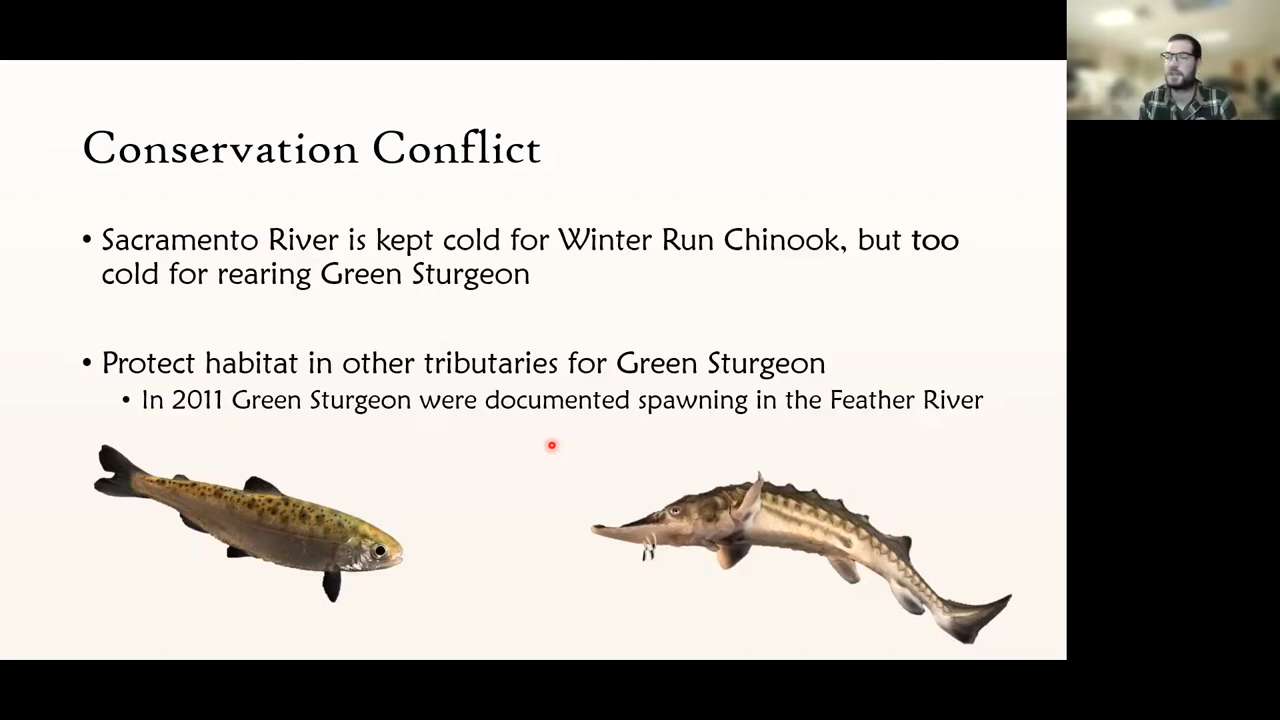 Conservation Conflict
• Sacramento River is kept cold for Winter Run Chinook, but too
cold for rearing Green Sturgeon
• Protect habitat in other tributaries for Green Sturgeon
• In 2011 Green Sturgeon were documented spawning in the Feather River